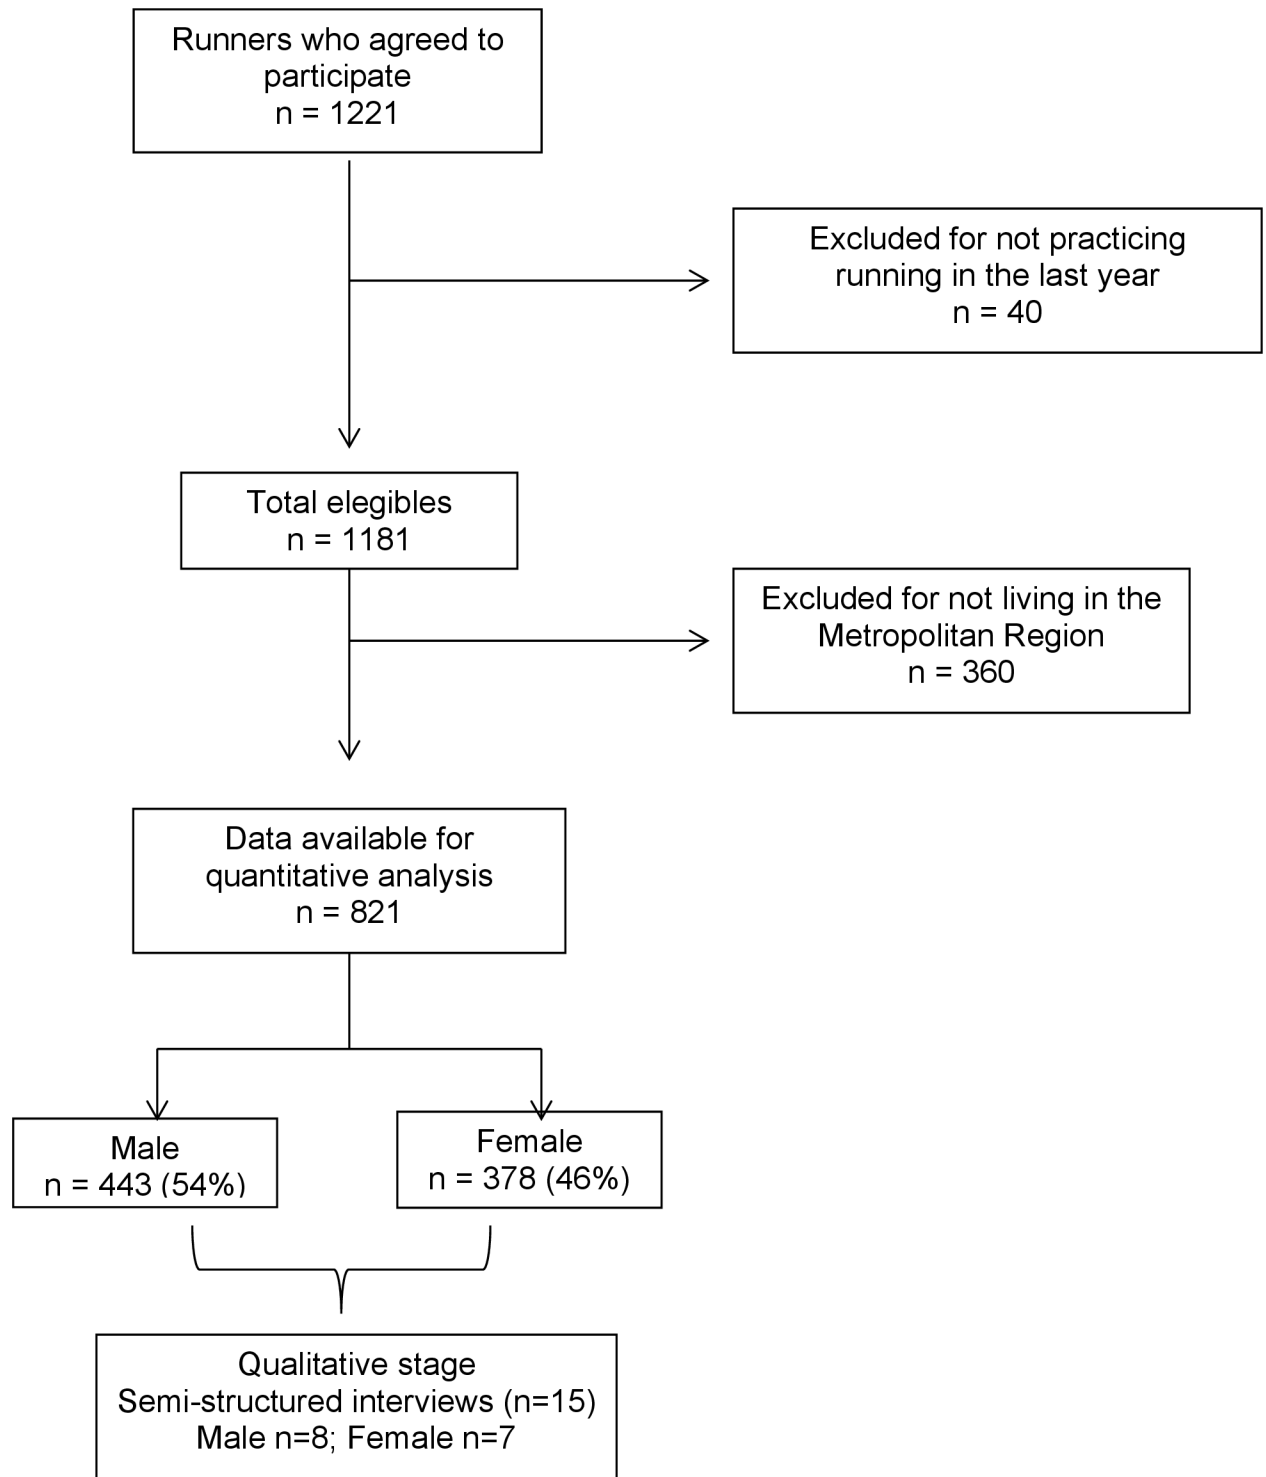 Runners who agreed to
participate
n = 1221
Excluded for not practicing
running in the last year
n = 40
Total elegibles
n = 1181
Excluded for not living in the
Metropolitan Region
n = 360
Data available for
quantitative analysis
n = 821
Male
n = 443 (54%)
Female
n = 378 (46%)
Qualitative stage
Semi-structured interviews (n=15)
Male n=8; Female n=7